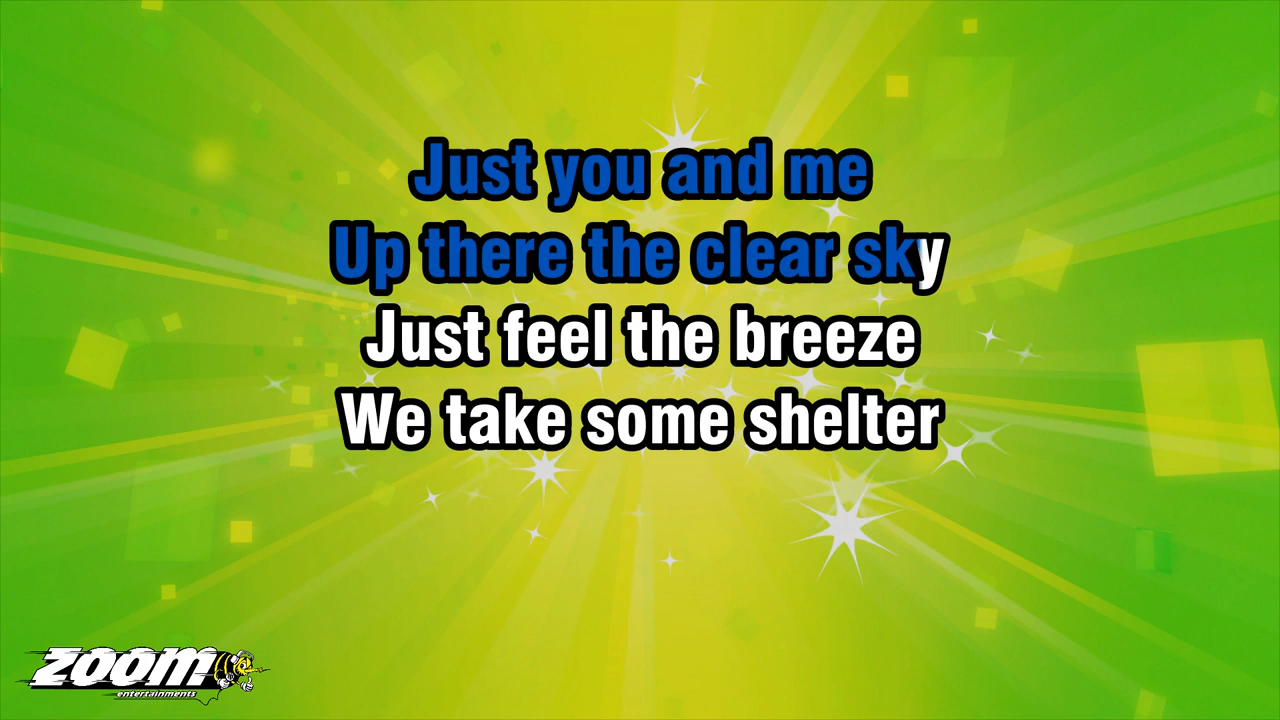 Just you and me
Up there the clear sky
Just feel the breeze
We take some shelter
ZOOM
entertainments